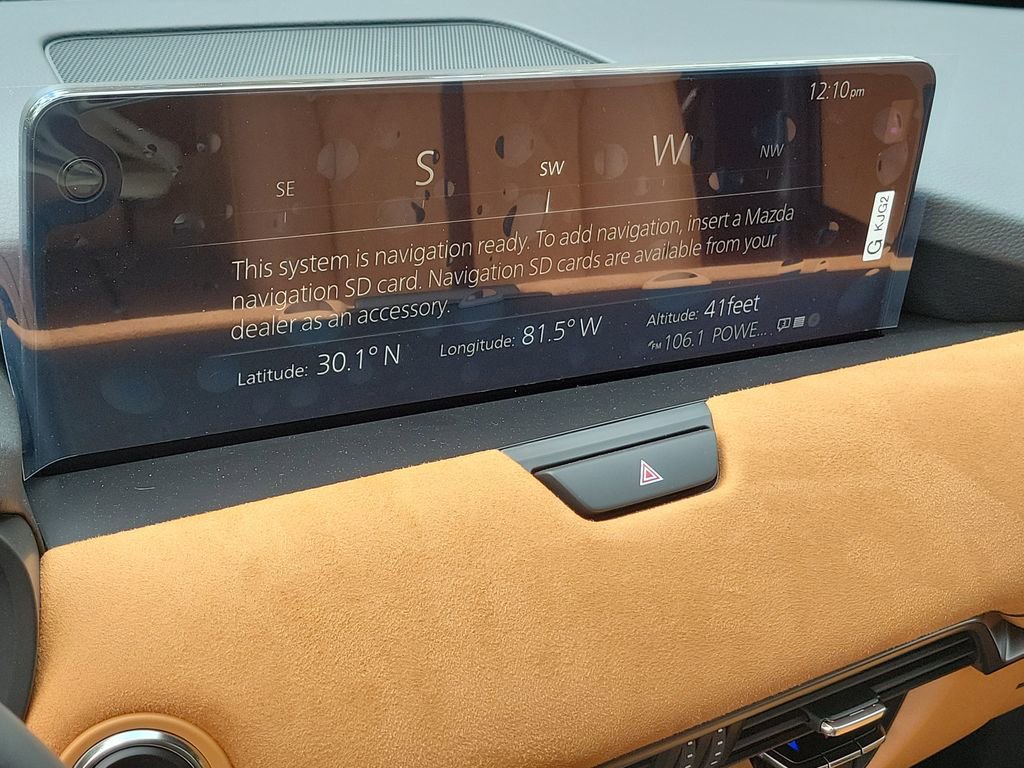 12:10pm
SE S SW W NW
This system is navigation ready. To add navigation, insert a Mazda
navigation SD card. Navigation SD cards are available from your
dealer as an accessory.
Latitude: 30.1° N Longitude: 81.5° W Altitude: 41feet
FM 106.1 POWE...
G KJG2